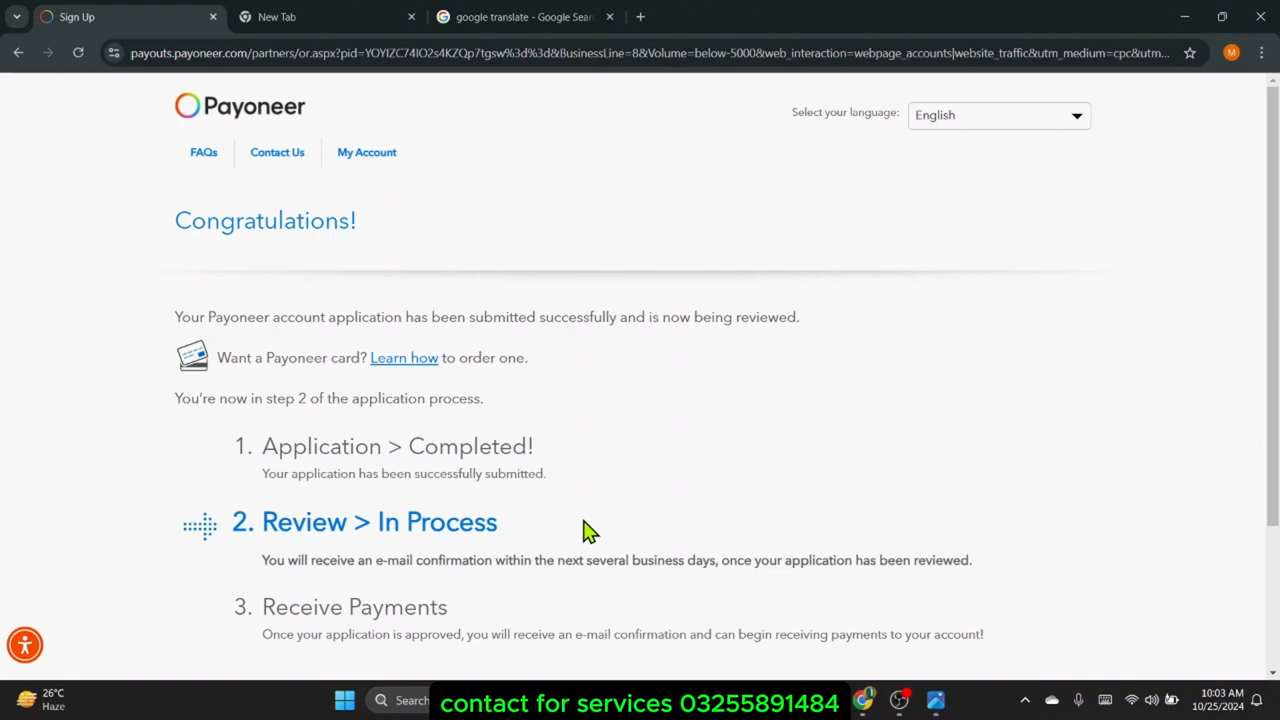 Sign Up
New Tab
google translate - Google Sear
payouts.payoneer.com/partners/or.aspx?pid=YOYIZC74IO2s4KZQp7tgsw%3d%3d&BusinessLine=8&Volume=below-5000&web_interaction=webpage_accounts|website_traffic&utm_medium=cpc&utm...
M
Payoneer
Select your language:
English
FAQs
Contact Us
My Account
Congratulations!
Your Payoneer account application has been submitted successfully and is now being reviewed.
Want a Payoneer card? Learn how to order one.
You're now in step 2 of the application process.
1. Application > Completed!
Your application has been successfully submitted.
2. Review > In Process
You will receive an e-mail confirmation within the next several business days, once your application has been reviewed.
3. Receive Payments
Once your application is approved, you will receive an e-mail confirmation and can begin receiving payments to your account!
26°C
Haze
Search
contact for services 03255891484
10:03 AM
10/25/2024